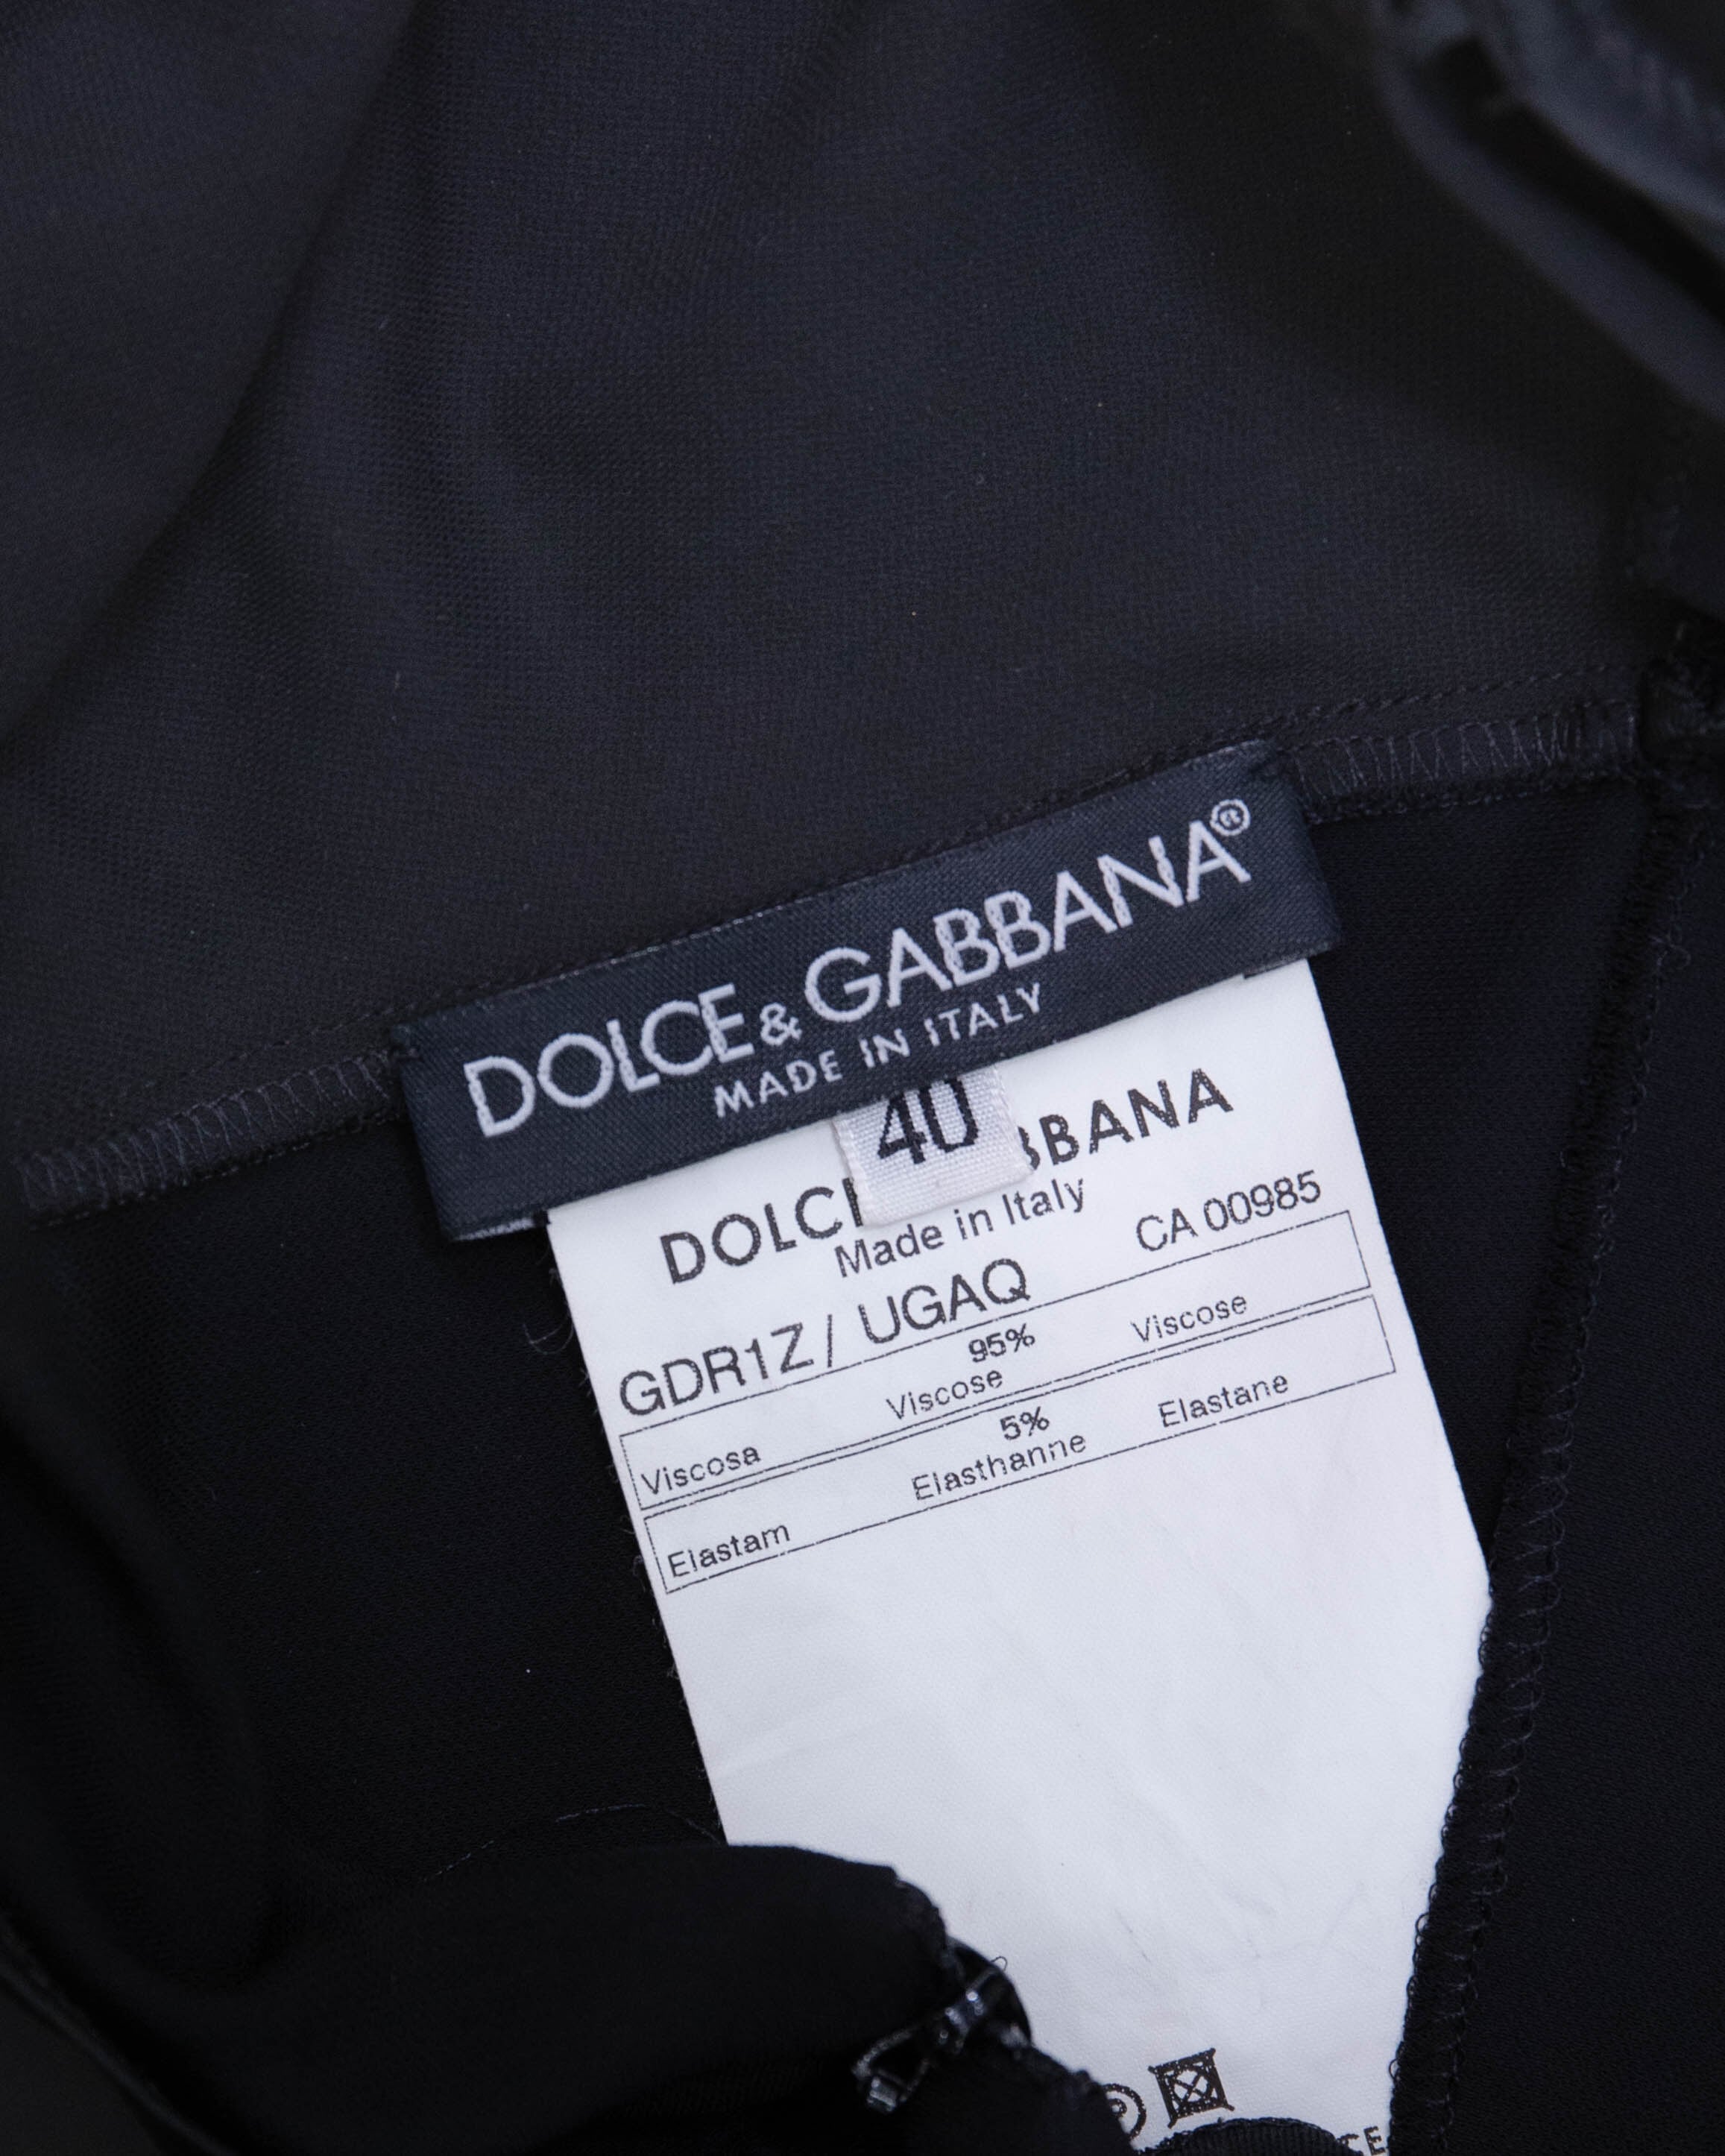 DOLCE & GABBANA®
MADE IN ITALY
40
DOLC BBANA
Made in Italy
CA 00985
GDR1Z / UGAQ
95%
Viscosa Viscose Viscose
5%
Elastam Elasthanne Elastane